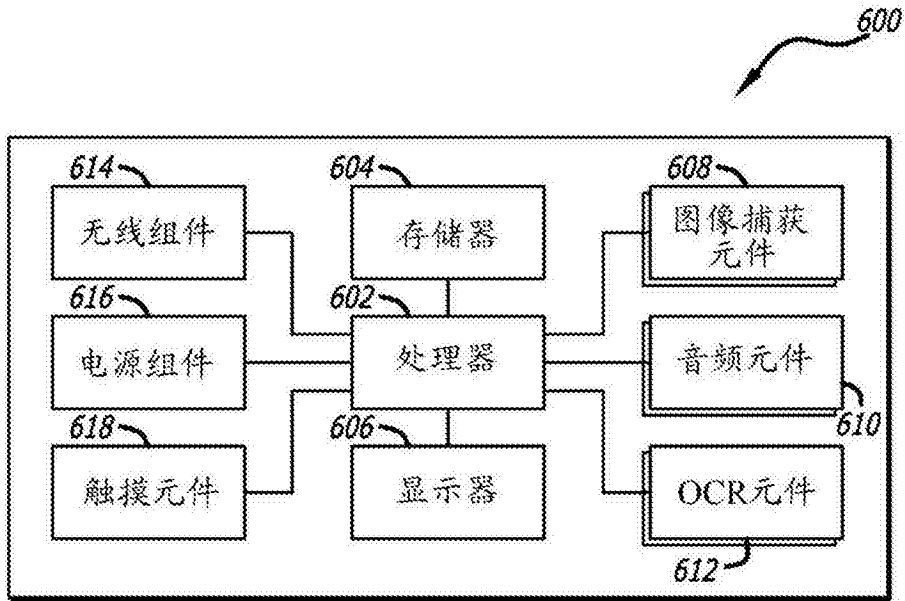 600
614
604
608
无线组件
存储器
图像捕获
元件
616
602
电源组件
处理器
音频元件
610
618
606
触摸元件
显示器
OCR元件
612